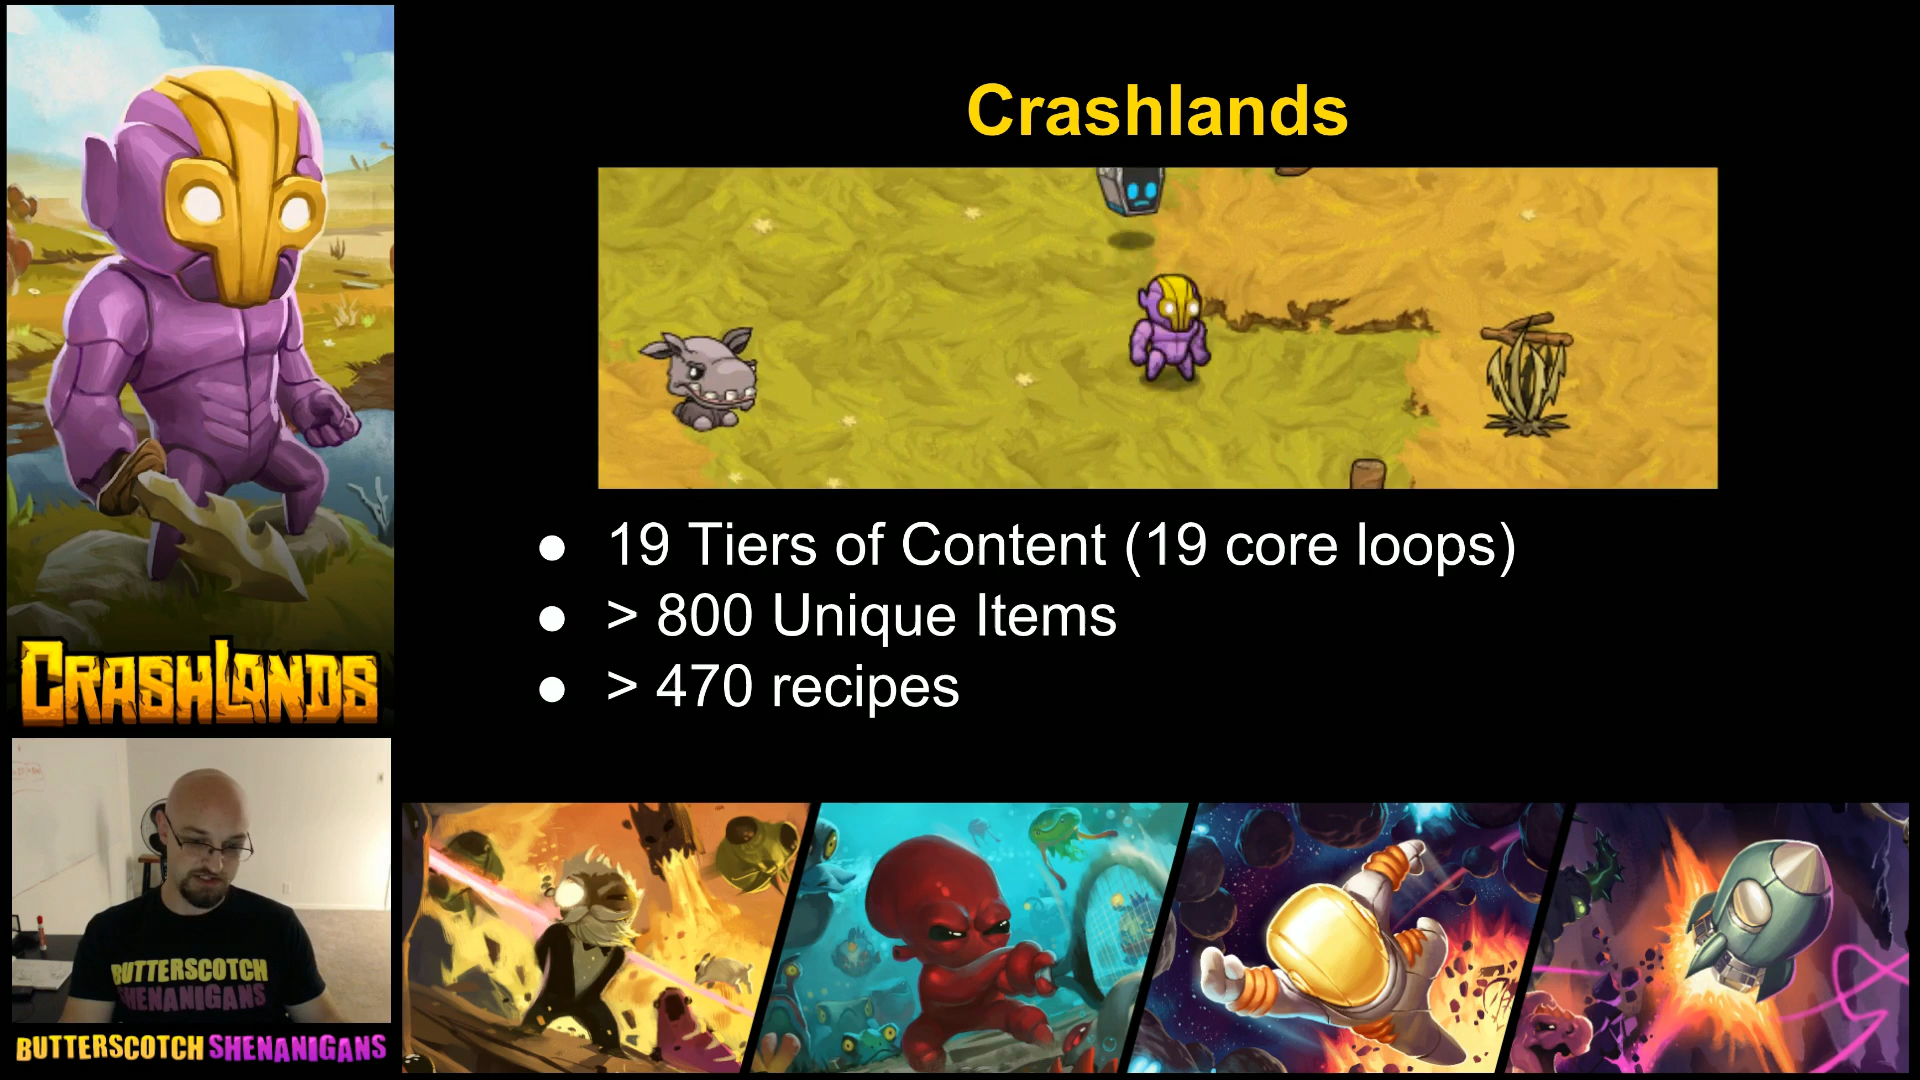 Crashlands
● 19 Tiers of Content (19 core loops)
● > 800 Unique Items
● > 470 recipes
CRASHLANDS
BUTTERSCOTCH
SHENANIGANS
BUTTERSCOTCH SHENANIGANS